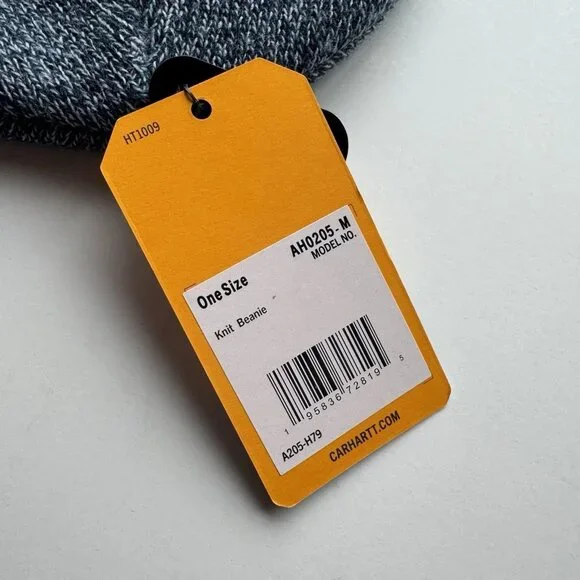 HT1009
AH0205-M
MODEL NO.
One Size
Knit Beanie
1 95836 72819 5
A205-H79
CARHARTT.COM